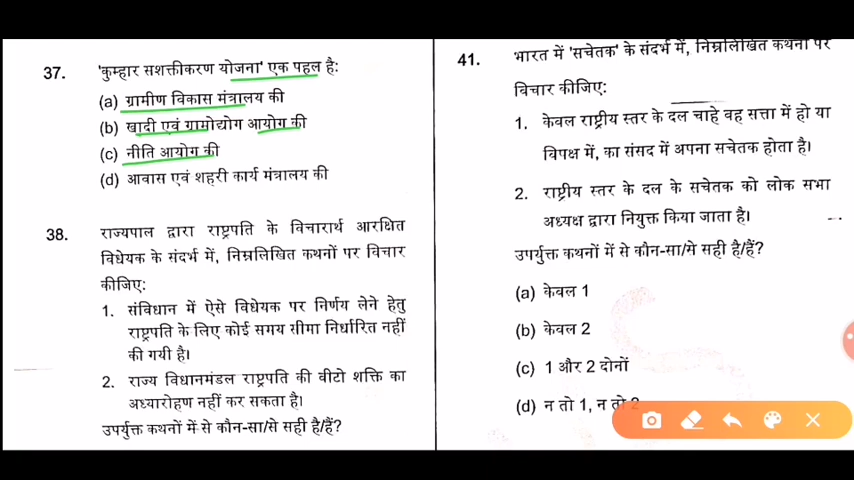 37. 'कुम्हार सशक्तीकरण योजना' एक पहल है:
(a) ग्रामीण विकास मंत्रालय की
(b) खादी एवं ग्रामोद्योग आयोग की
(c) नीति आयोग की
(d) आवास एवं शहरी कार्य मंत्रालय की
38. राज्यपाल द्वारा राष्ट्रपति के विचारार्थ आरक्षित
विधेयक के संदर्भ में, निम्नलिखित कथनों पर विचार
कीजिए:
1. संविधान में ऐसे विधेयक पर निर्णय लेने हेतु
राष्ट्रपति के लिए कोई समय सीमा निर्धारित नहीं
की गयी है।
2. राज्य विधानमंडल राष्ट्रपति की वीटो शक्ति का
अध्यारोहण नहीं कर सकता है।
उपर्युक्त कथनों में से कौन-सा/से सही है/हैं?
41. भारत में 'सचेतक' के संदर्भ में, निम्नलिखित कथनों पर
विचार कीजिए:
1. केवल राष्ट्रीय स्तर के दल चाहे वह सत्ता में हो या
विपक्ष में, का संसद में अपना सचेतक होता है।
2. राष्ट्रीय स्तर के दल के सचेतक को लोक सभा
अध्यक्ष द्वारा नियुक्त किया जाता है।
उपर्युक्त कथनों में से कौन-सा/से सही है/हैं?
(a) केवल 1
(b) केवल 2
(c) 1 और 2 दोनों
(d) न तो 1, न तो 2